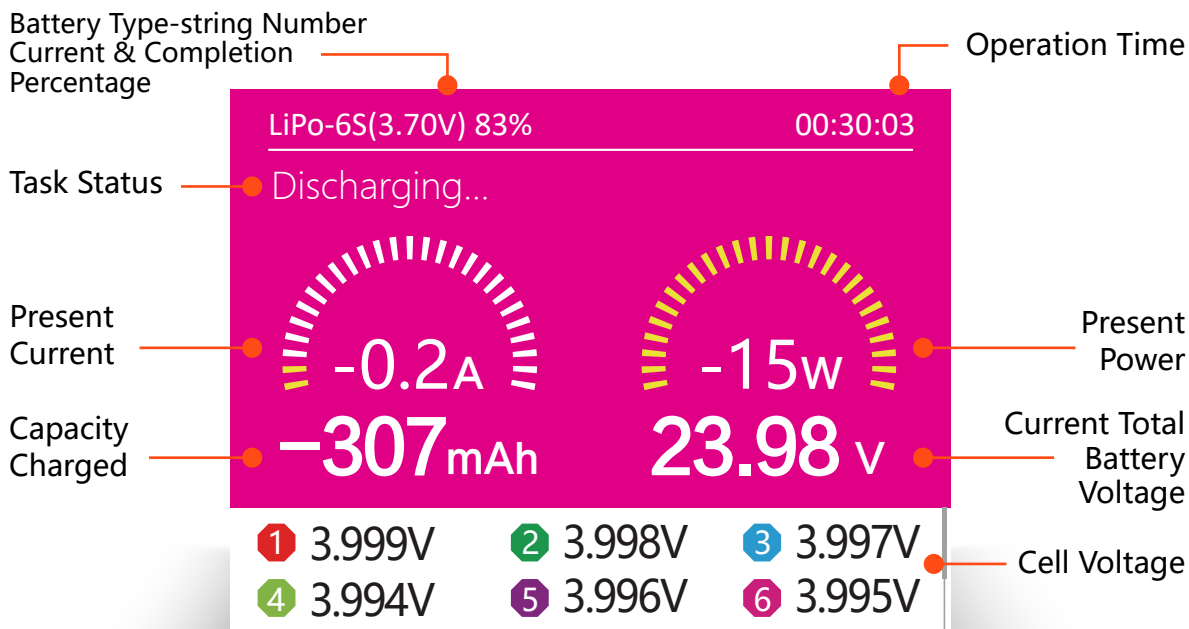 Battery Type-string Number
Current & Completion
Percentage
Operation Time
LiPo-6S(3.70V) 83%
00:30:03
Task Status
Discharging...
Present
Current
-0.2A
-15W
Present
Power
Capacity
Charged
-307mAh
23.98 V
Current Total
Battery
Voltage
1 3.999V
2 3.998V
3 3.997V
Cell Voltage
4 3.994V
5 3.996V
6 3.995V